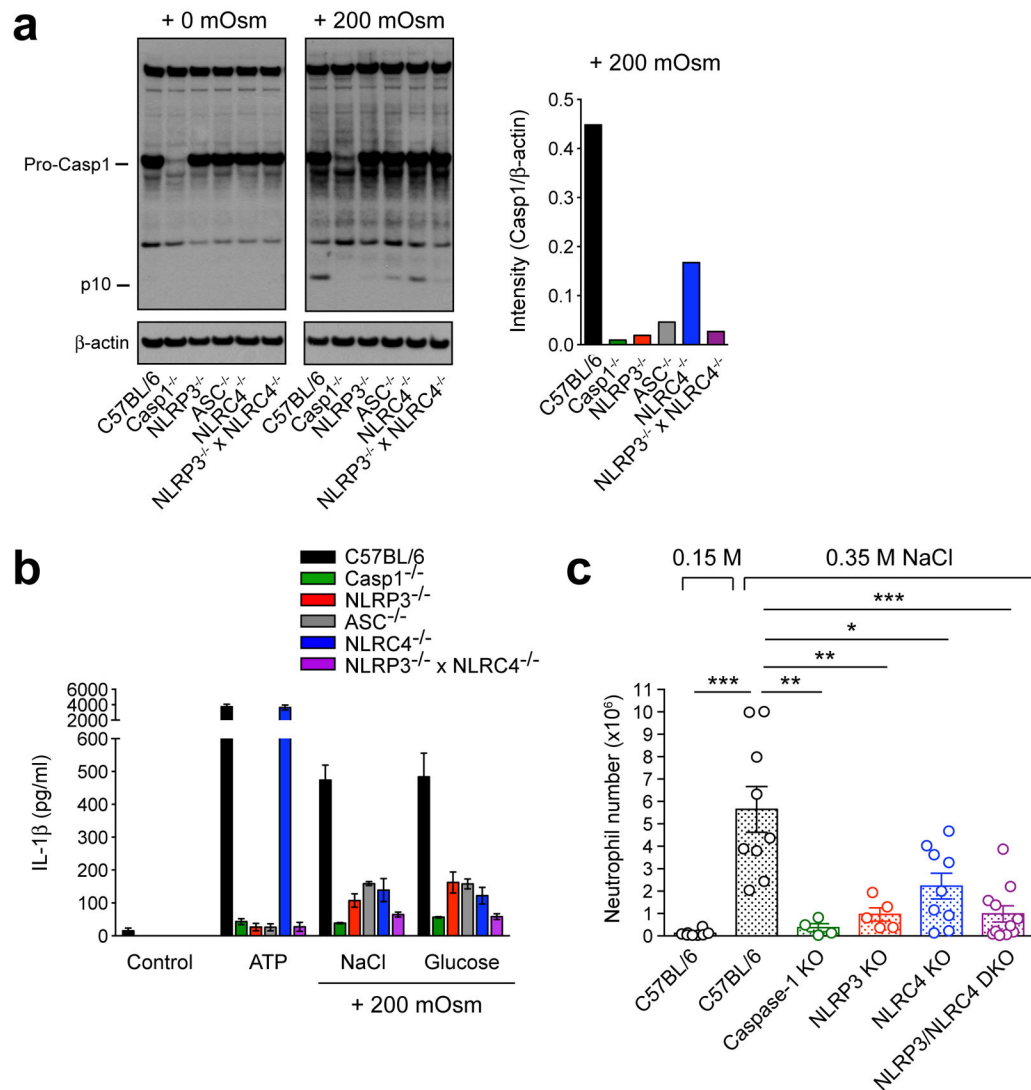 a
+ 0 mOsm
+ 200 mOsm
Pro-Casp1
p10
β-actin
C57BL/6
Casp1-/-
NLRP3-/-
ASC-/-
NLRC4-/-
NLRP3-/- x NLRC4-/-
C57BL/6
Casp1-/-
NLRP3-/-
ASC-/-
NLRC4-/-
NLRP3-/- x NLRC4-/-
+ 200 mOsm
Intensity (Casp1/β-actin)
0.5
0.4
0.3
0.2
0.1
0.0
C57BL/6
Casp1-/-
NLRP3-/-
ASC-/-
NLRC4-/-
NLRP3-/- x NLRC4-/-
b
C57BL/6
Casp1-/-
NLRP3-/-
ASC-/-
NLRC4-/-
NLRP3-/- x NLRC4-/-
IL-1β (pg/ml)
6000
4000
2000
600
500
400
300
200
100
0
Control
ATP
NaCl
Glucose
+ 200 mOsm
c
0.15 M
0.35 M NaCl
***
*
**
***
**
Neutrophil number (x10⁶)
11
10
9
8
7
6
5
4
3
2
1
0
C57BL/6
C57BL/6
Caspase-1 KO
NLRP3 KO
NLRC4 KO
NLRP3/NLRC4 DKO